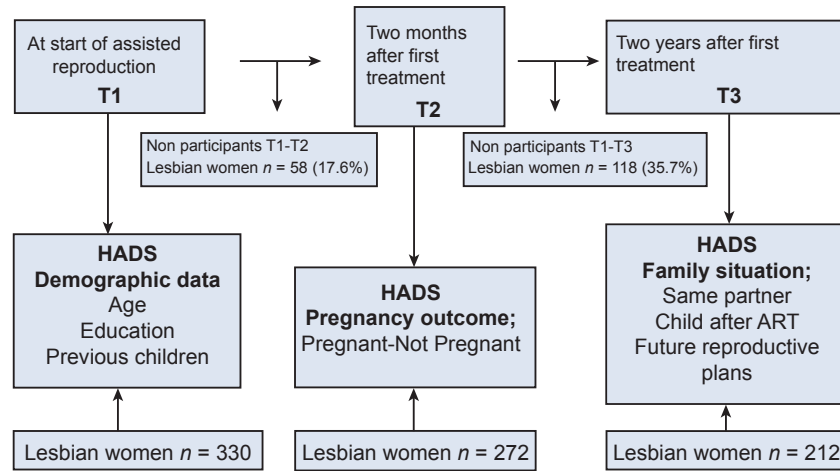 At start of assisted
reproduction
T1
Two months
after first
treatment
T2
Two years after first
treatment
T3
Non participants T1-T2
Lesbian women n = 58 (17.6%)
Non participants T1-T3
Lesbian women n = 118 (35.7%)
HADS
Demographic data
Age
Education
Previous children
HADS
Pregnancy outcome;
Pregnant-Not Pregnant
HADS
Family situation;
Same partner
Child after ART
Future reproductive
plans
Lesbian women n = 330
Lesbian women n = 272
Lesbian women n = 212